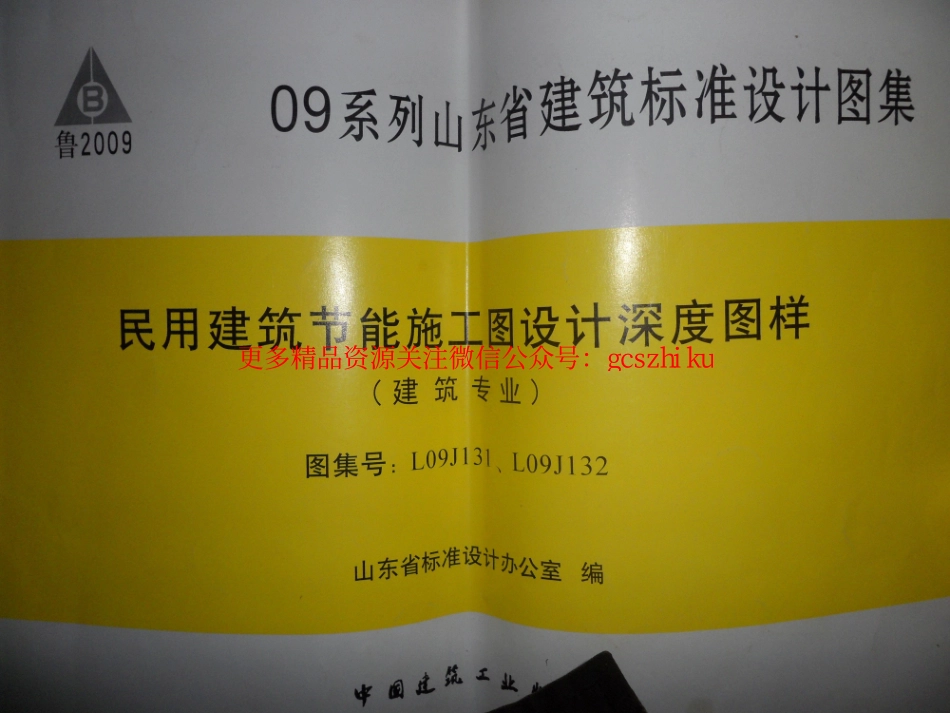 B
鲁2009
09系列山东省建筑标准设计图集
民用建筑节能施工图设计深度图样
更多精品资源关注微信公众号：gcszhiku
（建筑专业）
图集号：L09J131、L09J132
山东省标准设计办公室 编
中国建筑工业